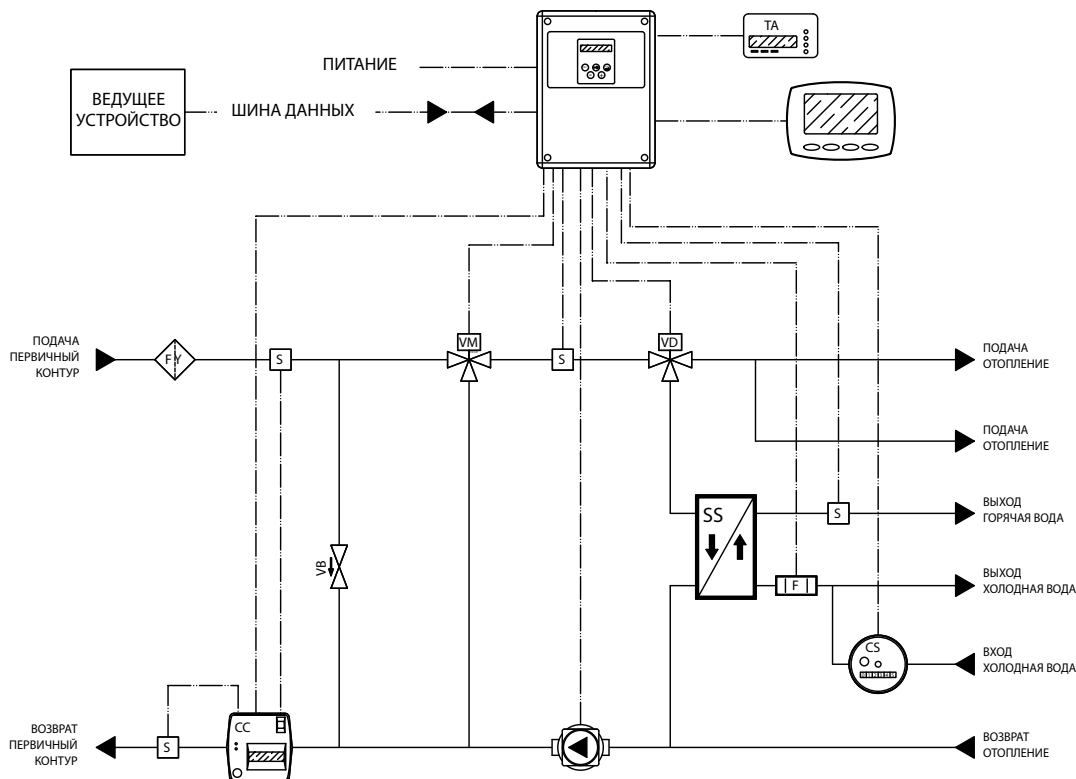 TA
ПИТАНИЕ
ВЕДУЩЕЕ
УСТРОЙСТВО
ШИНА ДАННЫХ
ПОДАЧА
ПЕРВИЧНЫЙ
КОНТУР
F Y
S
VM
S
VD
ПОДАЧА
ОТОПЛЕНИЕ
ПОДАЧА
ОТОПЛЕНИЕ
SS
S
ВЫХОД
ГОРЯЧАЯ ВОДА
VB
F
ВЫХОД
ХОЛОДНАЯ ВОДА
CS
ВХОД
ХОЛОДНАЯ ВОДА
ВОЗВРАТ
ПЕРВИЧНЫЙ
КОНТУР
S
CC
ВОЗВРАТ
ОТОПЛЕНИЕ